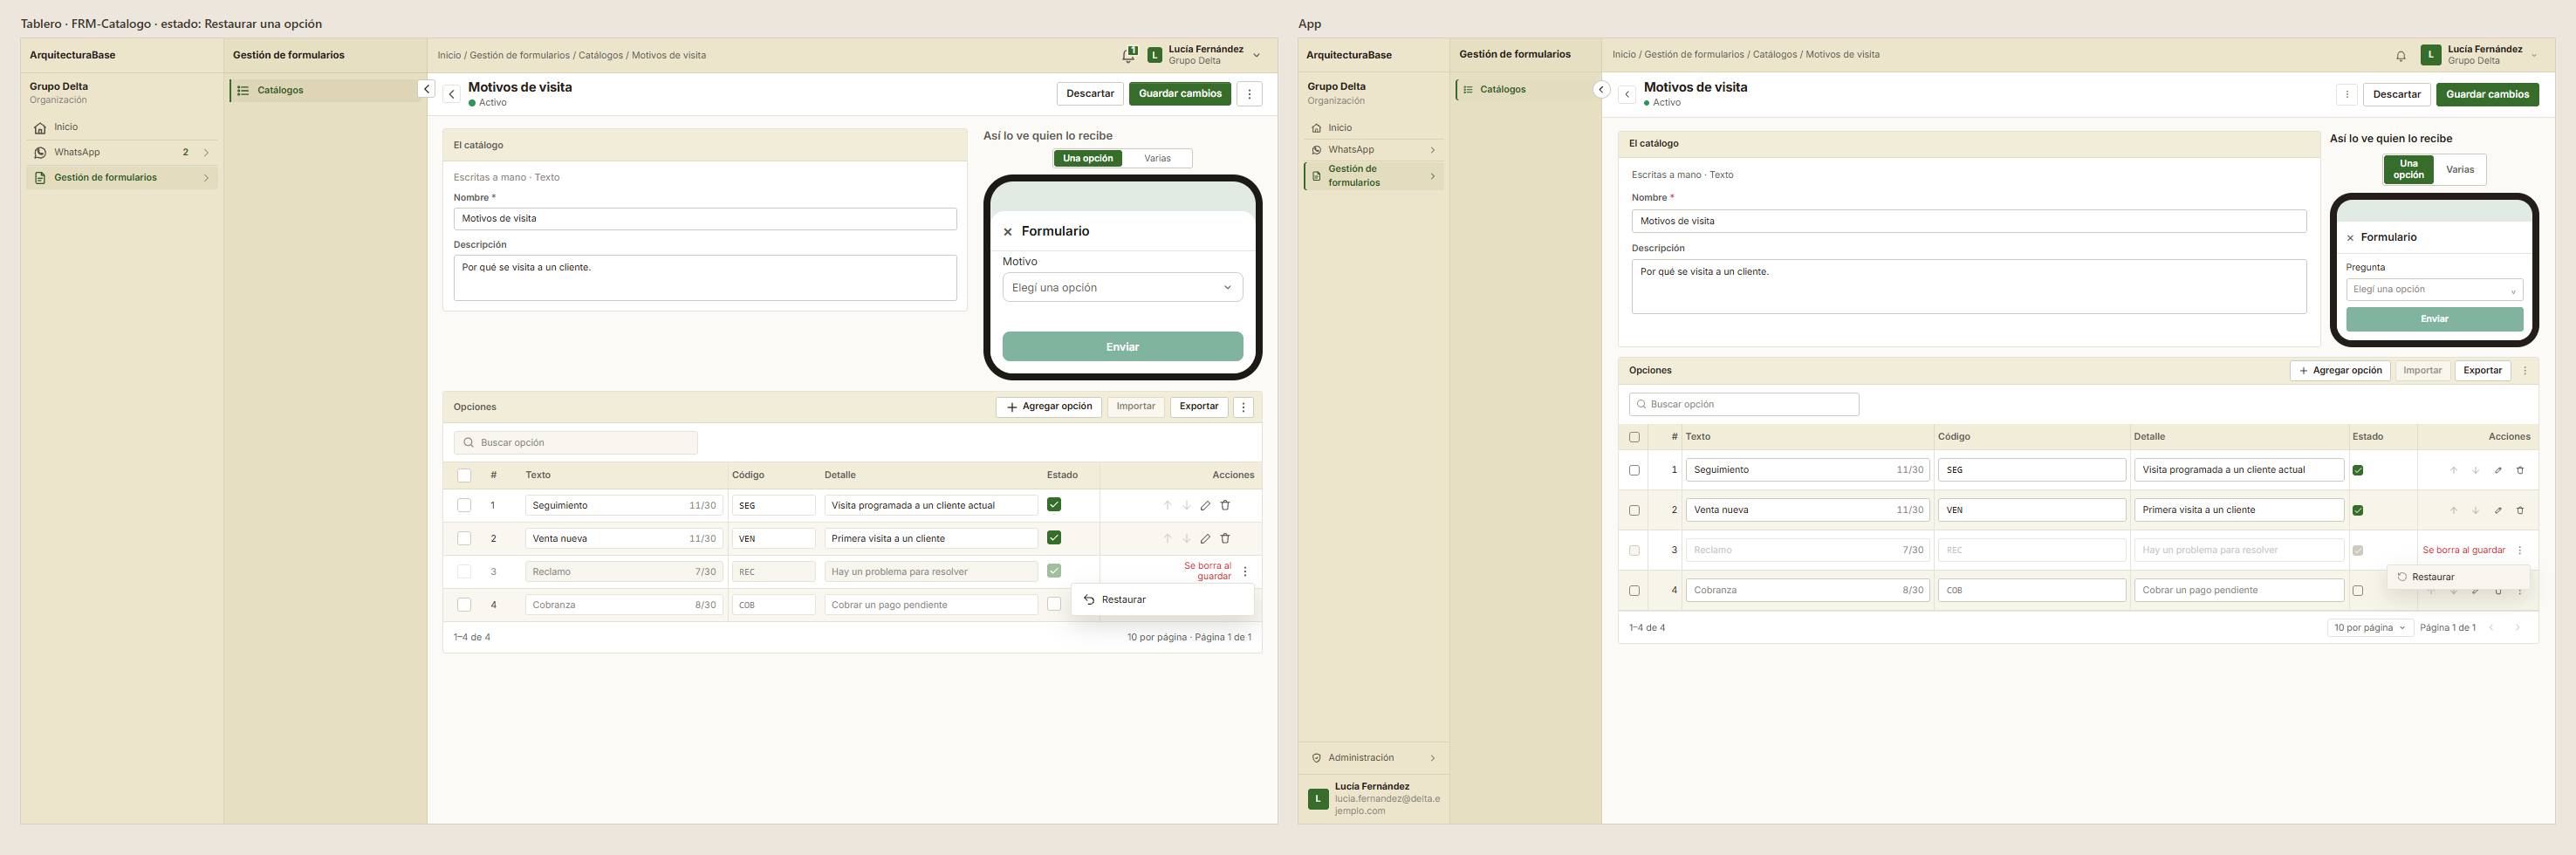 Tablero · FRM-Catalogo · estado: Restaurar una opción
ArquitecturaBase
Gestión de formularios
Inicio / Gestión de formularios / Catálogos / Motivos de visita
1
L
Lucía Fernández
Grupo Delta
Grupo Delta
Organización
Catálogos
Motivos de visita
Activo
Descartar
Guardar cambios
Inicio
WhatsApp 2
Gestión de formularios
El catálogo
Escritas a mano · Texto
Nombre *
Motivos de visita
Descripción
Por qué se visita a un cliente.
Así lo ve quien lo recibe
Una opción Varias
Formulario
Motivo
Elegí una opción
Enviar
Opciones
Agregar opción Importar Exportar
Buscar opción
# Texto Código Detalle Estado Acciones
1 Seguimiento 11/30 SEG Visita programada a un cliente actual
2 Venta nueva 11/30 VEN Primera visita a un cliente
3 Reclamo 7/30 REC Hay un problema para resolver Se borra al
guardar
4 Cobranza 8/30 COB Cobrar un pago pendiente
Restaurar
1–4 de 4
10 por página · Página 1 de 1
App
ArquitecturaBase
Gestión de formularios
Inicio / Gestión de formularios / Catálogos / Motivos de visita
L
Lucía Fernández
Grupo Delta
Grupo Delta
Organización
Catálogos
Motivos de visita
Activo
Descartar
Guardar cambios
Inicio
WhatsApp
Gestión de
formularios
El catálogo
Escritas a mano · Texto
Nombre *
Motivos de visita
Descripción
Por qué se visita a un cliente.
Así lo ve quien lo recibe
Una
opción
Varias
Formulario
Pregunta
Elegí una opción
Enviar
Opciones
Agregar opción Importar Exportar
Buscar opción
# Texto Código Detalle Estado Acciones
1 Seguimiento 11/30 SEG Visita programada a un cliente actual
2 Venta nueva 11/30 VEN Primera visita a un cliente
3 Reclamo 7/30 REC Hay un problema para resolver Se borra al guardar
Restaurar
4 Cobranza 8/30 COB Cobrar un pago pendiente
1–4 de 4
10 por página Página 1 de 1
Administración
L
Lucía Fernández
lucia.fernandez@delta.e
jemplo.com